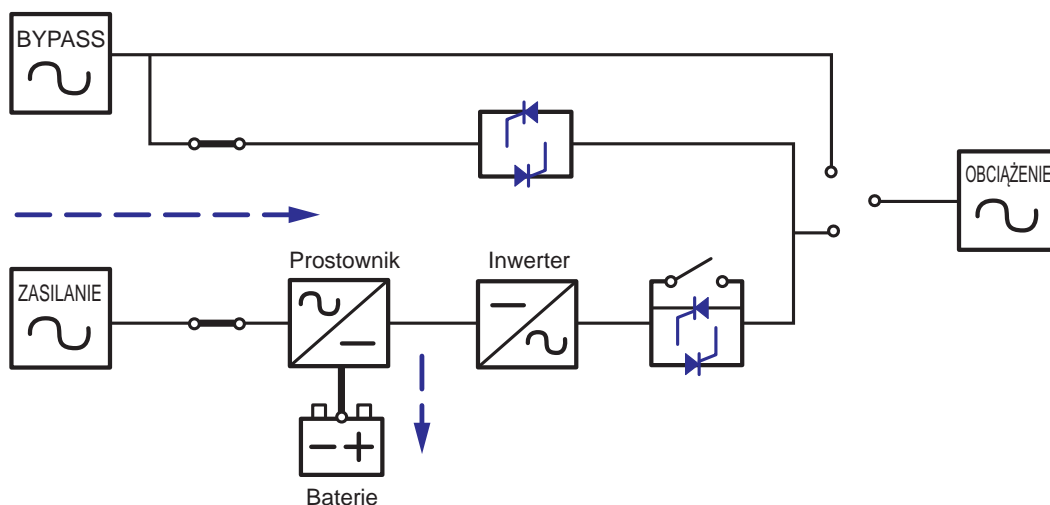 BYPASS
OBCIĄŻENIE
Prostownik
Inwerter
ZASILANIE
Baterie